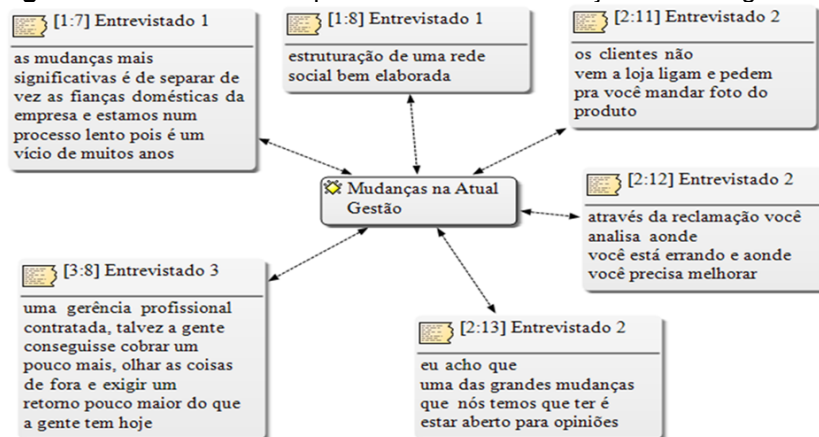 [1:7] Entrevistado 1
as mudanças mais
significativas é de separar de
vez as fianças domésticas da
empresa e estamos num
processo lento pois é um
vício de muitos anos
[1:8] Entrevistado 1
estruturação de uma rede
social bem elaborada
[2:11] Entrevistado 2
os clientes não
vem a loja ligam e pedem
pra você mandar foto do
produto
Mudanças na Atual
Gestão
[2:12] Entrevistado 2
através da reclamação você
analisa aonde
você está errando e aonde
você precisa melhorar
[3:8] Entrevistado 3
uma gerência profissional
contratada, talvez a gente
conseguisse cobrar um
pouco mais, olhar as coisas
de fora e exigir um
retorno pouco maior do que
a gente tem hoje
[2:13] Entrevistado 2
eu acho que
uma das grandes mudanças
que nós temos que ter é
estar aberto para opiniões